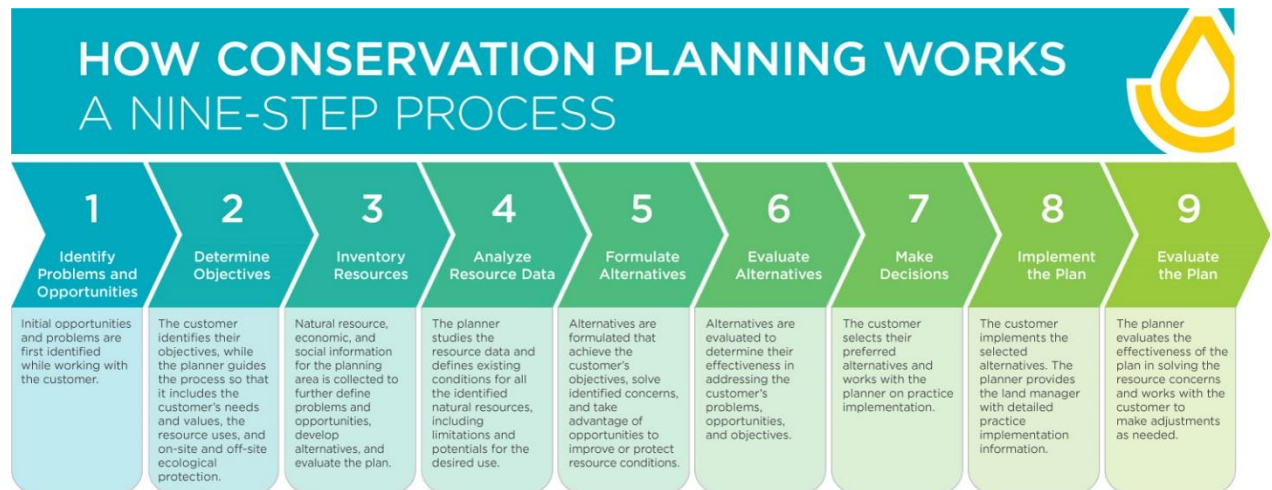 HOW CONSERVATION PLANNING WORKS
A NINE-STEP PROCESS
1
Identify
Problems and
Opportunities
Initial opportunities
and problems are
first identified
while working with
the customer.
2
Determine
Objectives
The customer
identifies their
objectives, while
the planner guides
the process so that
it includes the
customer's needs
and values, the
resource uses, and
on-site and off-site
ecological
protection.
3
Inventory
Resources
Natural resource,
economic, and
social information
for the planning
area is collected to
further define
problems and
opportunities,
develop
alternatives, and
evaluate the plan.
4
Analyze
Resource Data
The planner
studies the
resource data and
defines existing
conditions for all
the identified
natural resources,
including
limitations and
potentials for the
desired use.
5
Formulate
Alternatives
Alternatives are
formulated that
achieve the
customer's
objectives, solve
identified concerns,
and take
advantage of
opportunities to
improve or protect
resource conditions.
6
Evaluate
Alternatives
Alternatives are
evaluated to
determine their
effectiveness in
addressing the
customer's
problems,
opportunities,
and objectives.
7
Make
Decisions
The customer
selects their
preferred
alternatives and
works with the
planner on practice
implementation.
8
Implement
the Plan
The customer
implements the
selected
alternatives. The
planner provides
the land manager
with detailed
practice
implementation
information.
9
Evaluate
the Plan
The planner
evaluates the
effectiveness of the
plan in solving the
resource concerns
and works with the
customer to
make adjustments
as needed.